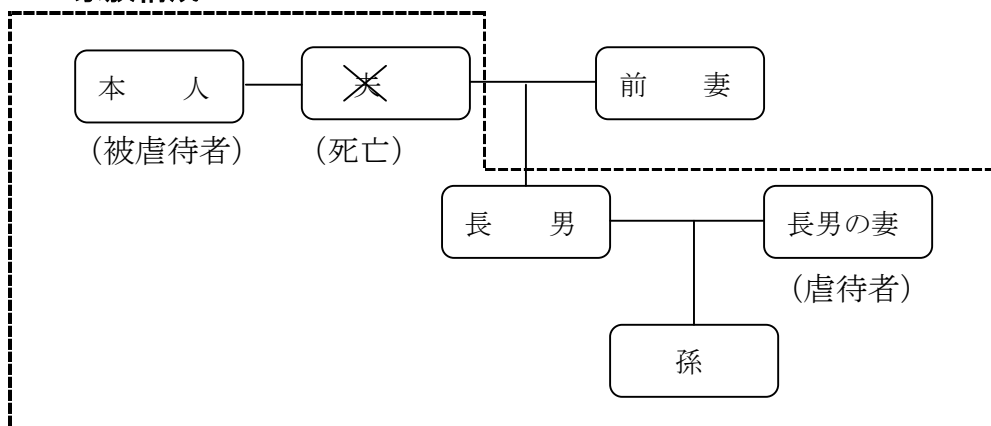 本　　人
夫
前　　妻
（被虐待者）
（死亡）
長　　男
長男の妻
（虐待者）
孫